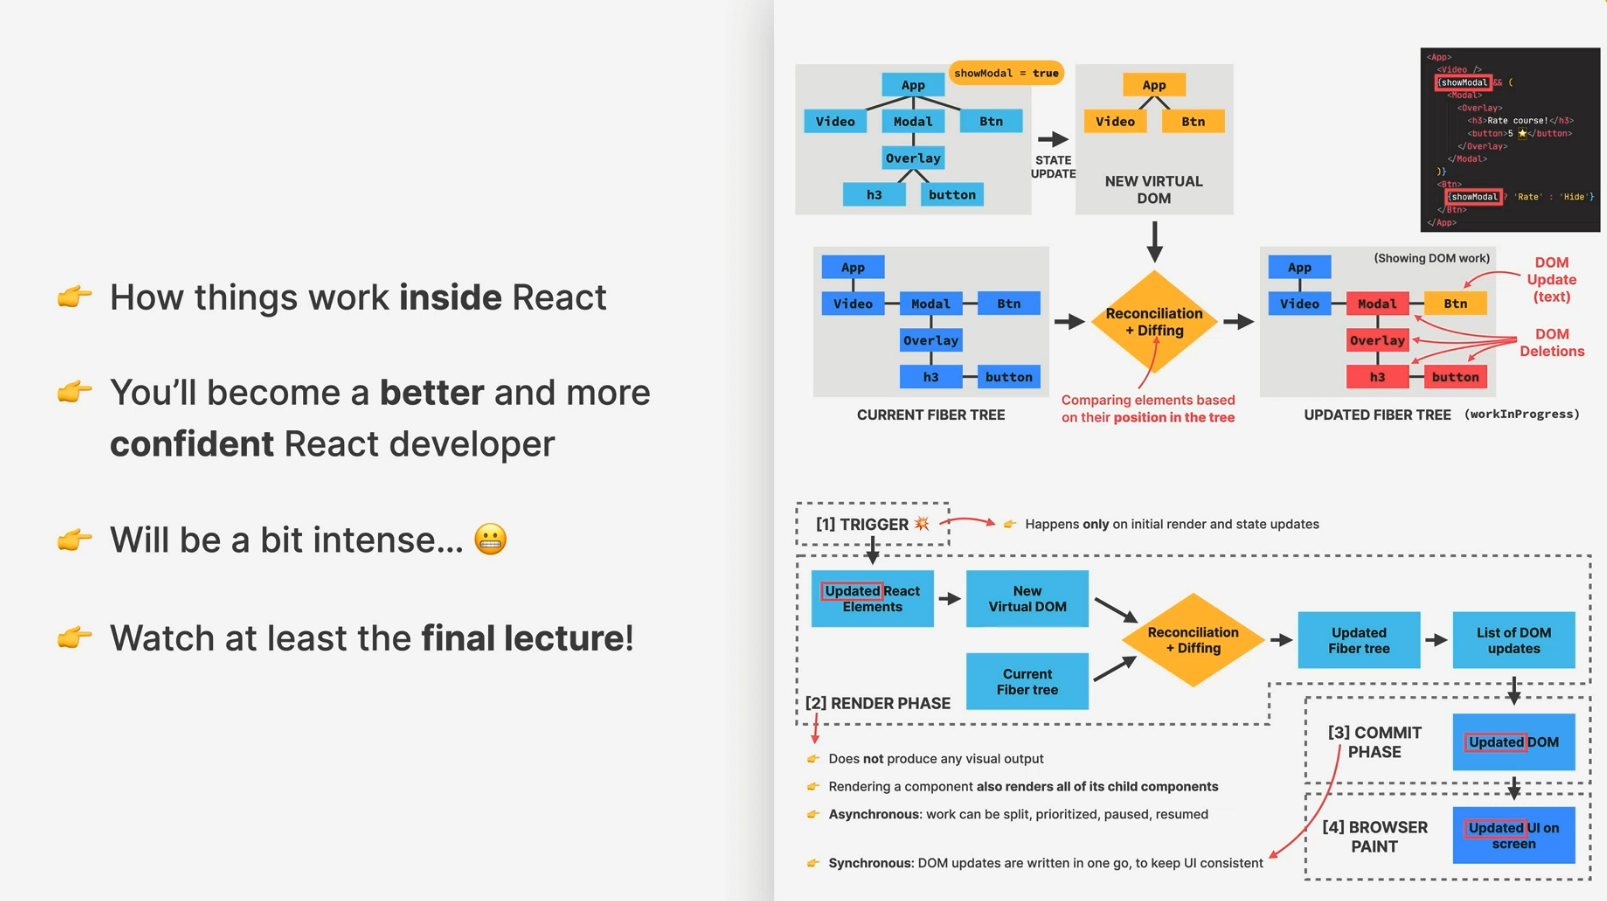 👉 How things work inside React
👉 You’ll become a better and more
confident React developer
👉 Will be a bit intense... 😬
👉 Watch at least the final lecture!
showModal = true
App
Video
Modal
Btn
Overlay
h3
button
STATE
UPDATE
App
Video
Btn
NEW VIRTUAL
DOM
<App>
<Video />
{showModal && (
<Modal>
<Overlay>
<h3>Rate course!</h3>
<button>5 ⭐</button>
</Overlay>
</Modal>
)}
<Btn>
{showModal ? 'Rate' : 'Hide'}
</Btn>
</App>
App
Video
Modal
Btn
Overlay
h3
button
CURRENT FIBER TREE
Reconciliation
+ Diffing
Comparing elements based
on their position in the tree
(Showing DOM work)
App
Video
Modal
Btn
Overlay
h3
button
UPDATED FIBER TREE (workInProgress)
DOM
Update
(text)
DOM
Deletions
[1] TRIGGER 💥
👉 Happens only on initial render and state updates
Updated React
Elements
New
Virtual DOM
Current
Fiber tree
Reconciliation
+ Diffing
Updated
Fiber tree
List of DOM
updates
[2] RENDER PHASE
👉 Does not produce any visual output
👉 Rendering a component also renders all of its child components
👉 Asynchronous: work can be split, prioritized, paused, resumed
[3] COMMIT
PHASE
Updated DOM
👉 Synchronous: DOM updates are written in one go, to keep UI consistent
[4] BROWSER
PAINT
Updated UI on
screen